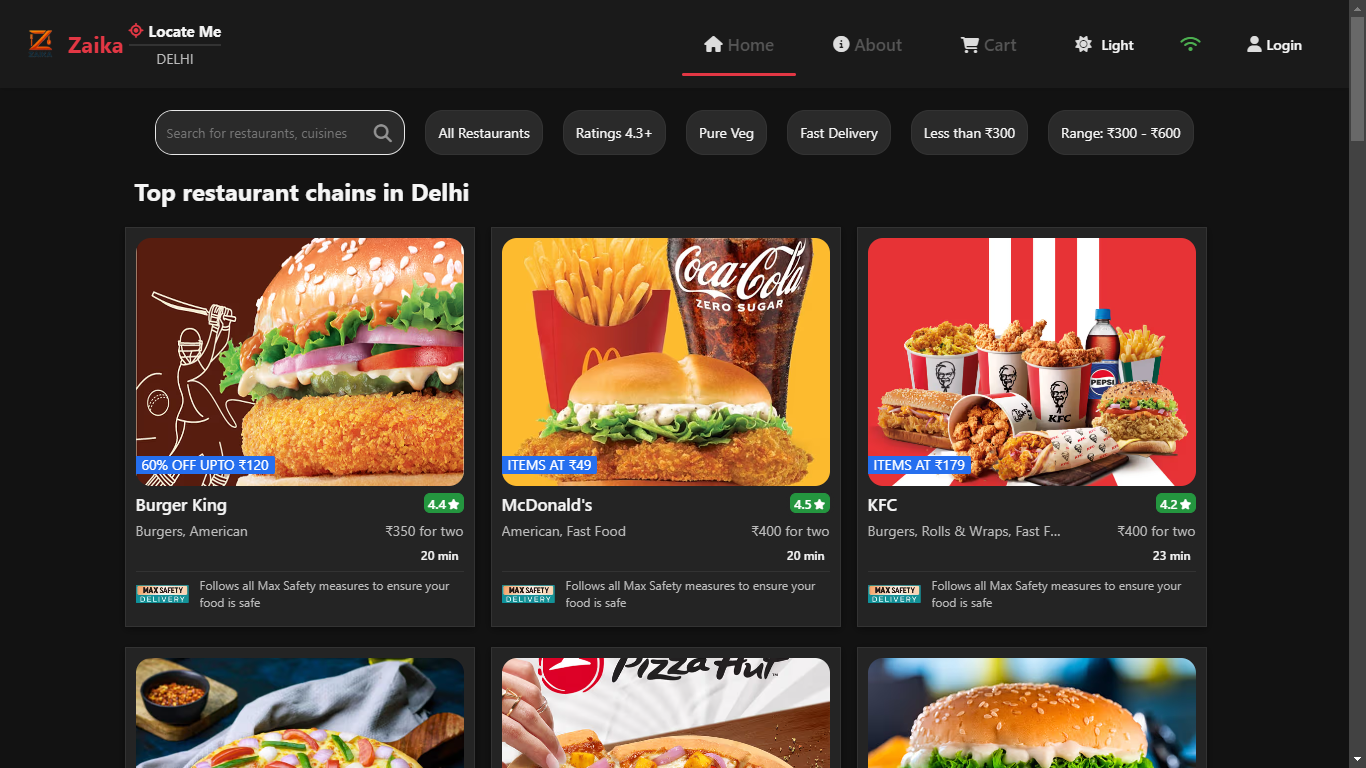 Zaika
Locate Me
DELHI
Home
About
Cart
Light
Login
Search for restaurants, cuisines
All Restaurants
Ratings 4.3+
Pure Veg
Fast Delivery
Less than ₹300
Range: ₹300 - ₹600
Top restaurant chains in Delhi
60% OFF UPTO ₹120
Burger King
4.4
Burgers, American
₹350 for two
20 min
MAX SAFETY
DELIVERY
Follows all Max Safety measures to ensure your
food is safe
Coca-Cola
ZERO SUGAR
ITEMS AT ₹49
McDonald's
4.5
American, Fast Food
₹400 for two
20 min
MAX SAFETY
DELIVERY
Follows all Max Safety measures to ensure your
food is safe
PEPSI
KFC
ITEMS AT ₹179
KFC
4.2
Burgers, Rolls & Wraps, Fast F...
₹400 for two
23 min
MAX SAFETY
DELIVERY
Follows all Max Safety measures to ensure your
food is safe
Pizza Hut